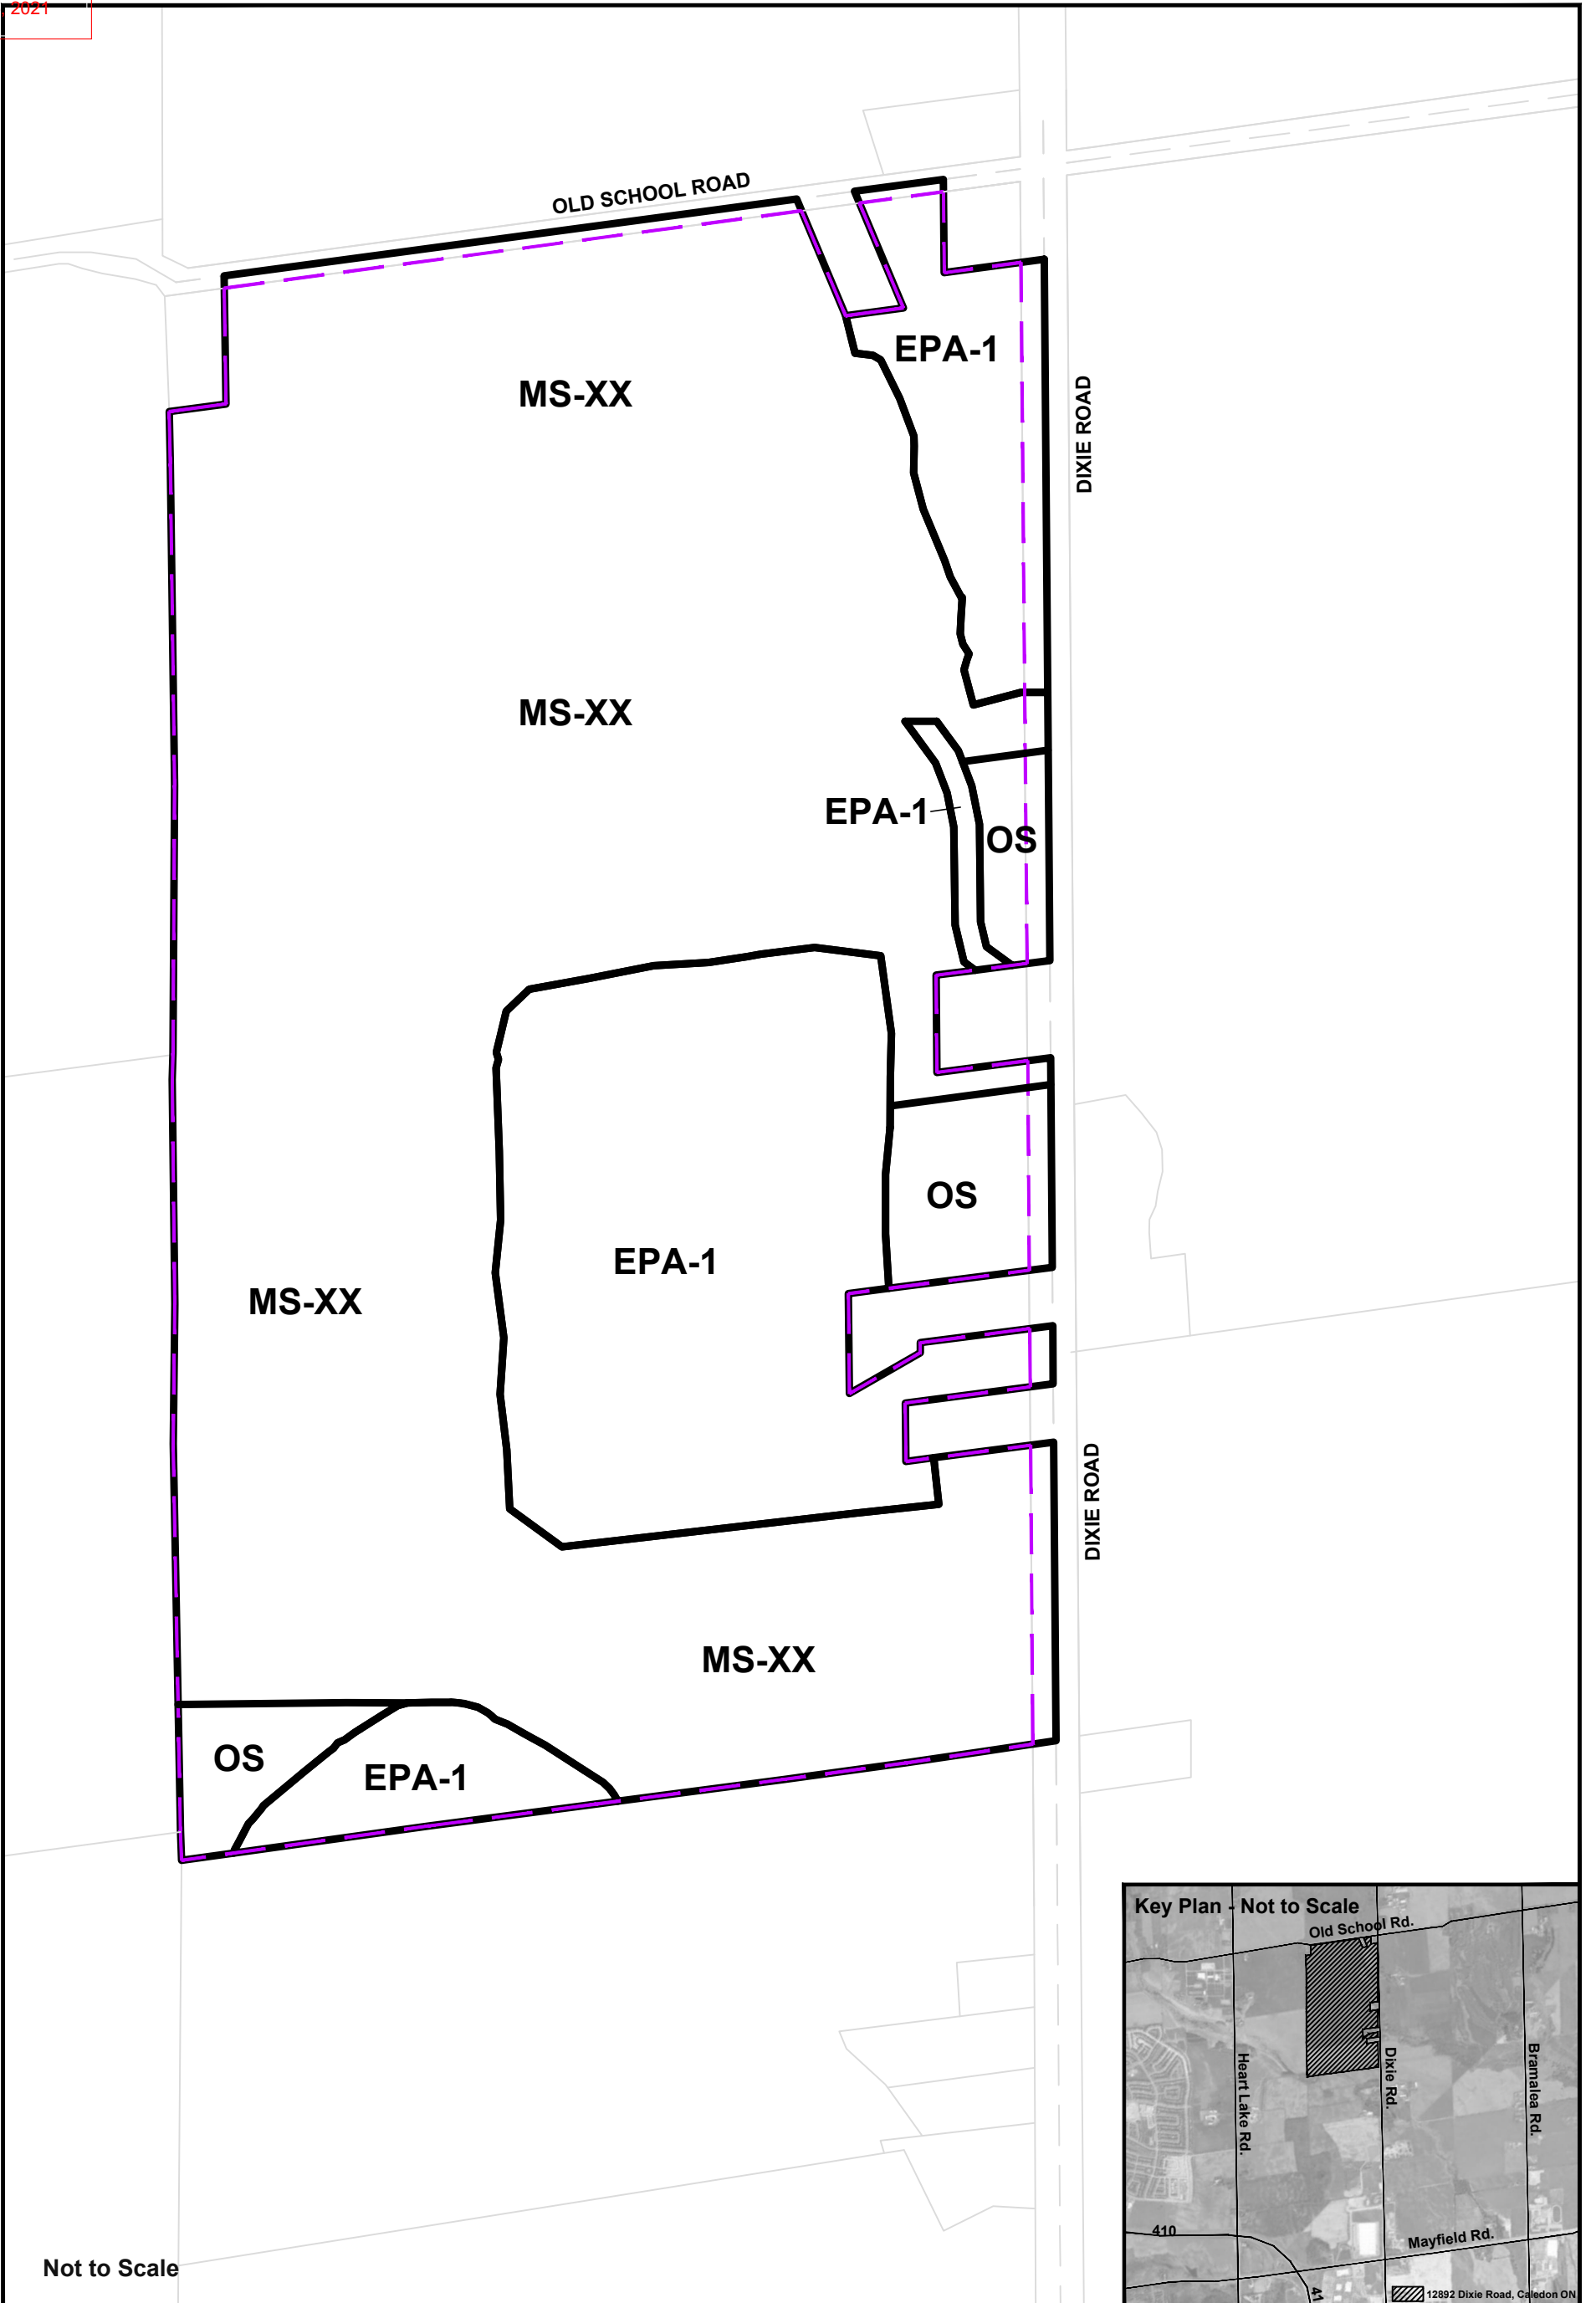 2021
OLD SCHOOL ROAD
EPA-1
MS-XX
DIXIE ROAD
MS-XX
EPA-1
OS
OS
EPA-1
MS-XX
DIXIE ROAD
MS-XX
OS
EPA-1
Key Plan - Not to Scale
Old School Rd.
Heart Lake Rd.
Dixie Rd.
Bramalea Rd.
410
Mayfield Rd.
41
12892 Dixie Road, Caledon ON
Not to Scale